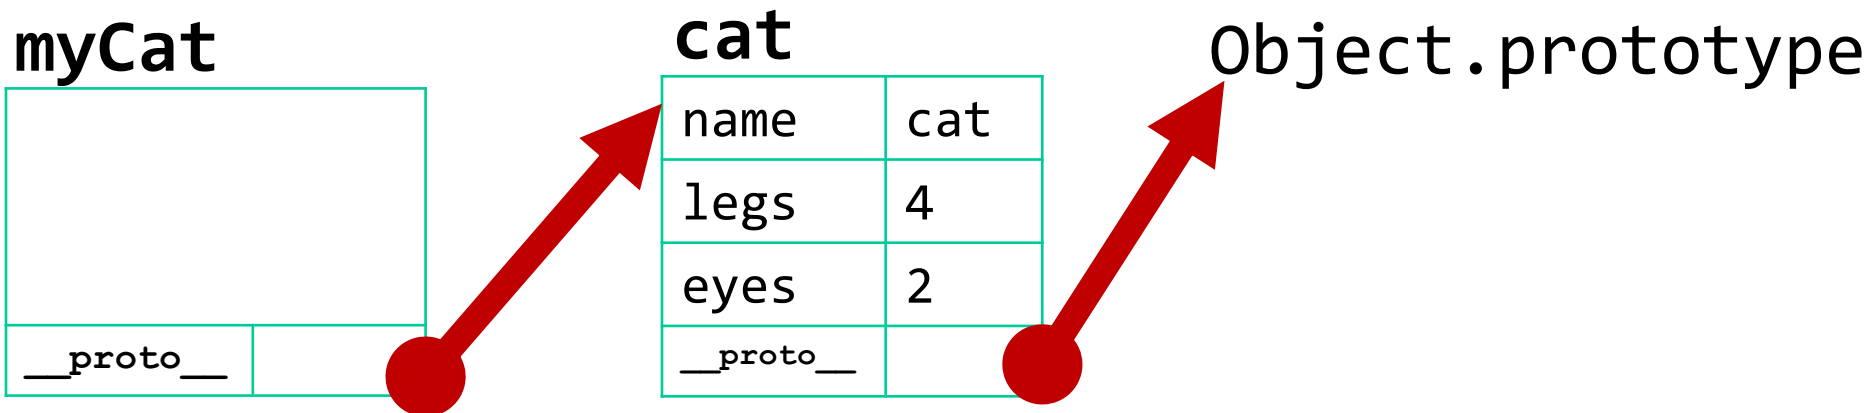 myCat
__proto__
cat
name cat
legs 4
eyes 2
__proto__
Object.prototype